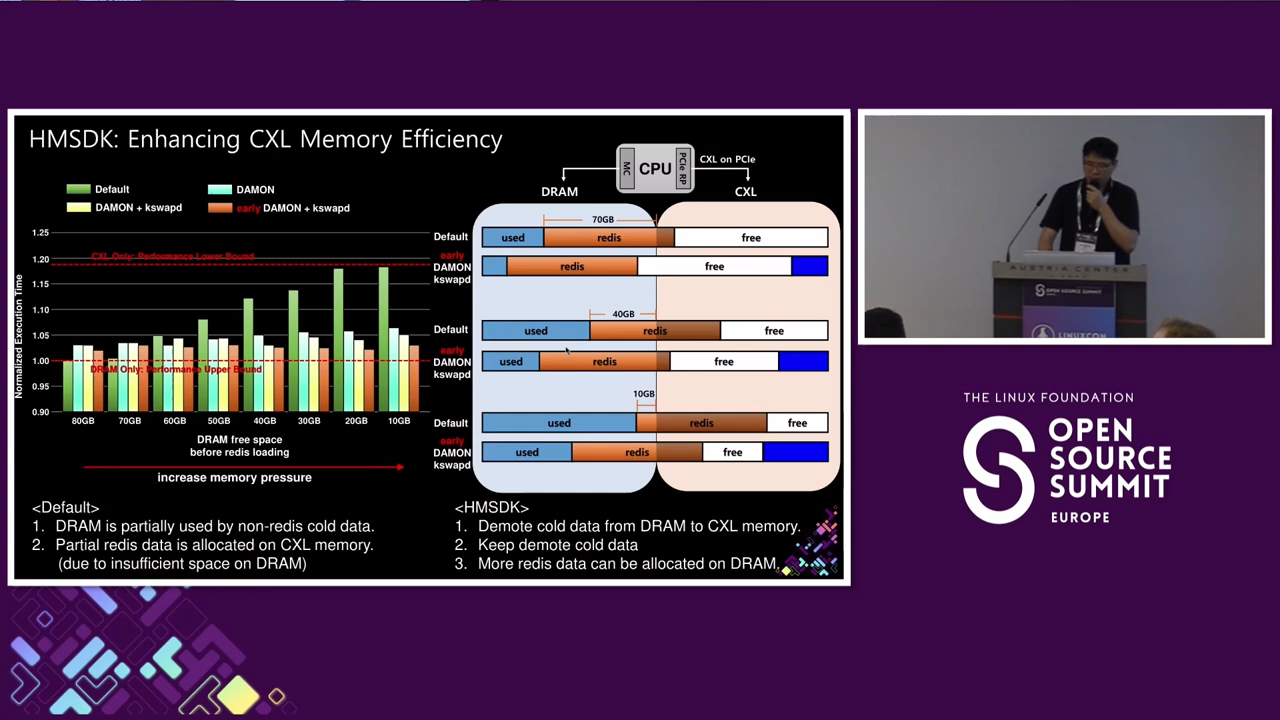 HMSDK: Enhancing CXL Memory Efficiency
Default
DAMON
DAMON + kswapd
early DAMON + kswapd
Normalized Execution Time
1.25
1.20
1.15
1.10
1.05
1.00
0.95
0.90
CXL Only: Performance Lower Bound
DRAM Only: Performance Upper Bound
80GB 70GB 60GB 50GB 40GB 30GB 20GB 10GB
DRAM free space
before redis loading
increase memory pressure
MC CPU PCIe RP
CXL on PCIe
DRAM CXL
70GB
Default used redis free
early
DAMON redis free
kswapd
40GB
Default used redis free
early
DAMON used redis free
kswapd
10GB
Default used redis free
early
DAMON used redis free
kswapd
<Default>
1. DRAM is partially used by non-redis cold data.
2. Partial redis data is allocated on CXL memory.
(due to insufficient space on DRAM)
<HMSDK>
1. Demote cold data from DRAM to CXL memory.
2. Keep demote cold data
3. More redis data can be allocated on DRAM.
AUSTRIA CENTER
OPEN SOURCE SUMMIT
LINUXCON
THE LINUX FOUNDATION
OPEN
SOURCE
SUMMIT
EUROPE